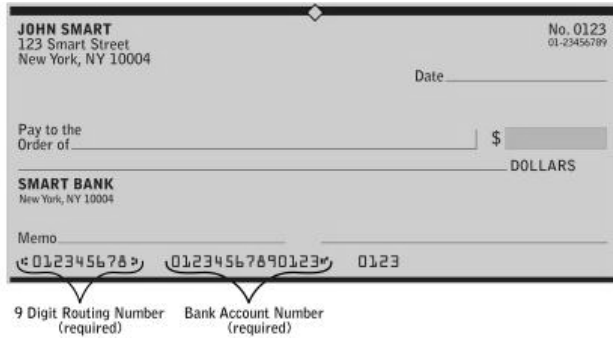 JOHN SMART
123 Smart Street
New York, NY 10004
No. 0123
01-23456789
Date
Pay to the
Order of
$
DOLLARS
SMART BANK
New York, NY 10004
Memo
⑆012345678⑆ 01234567890123⑈ 0123
9 Digit Routing Number
(required)
Bank Account Number
(required)